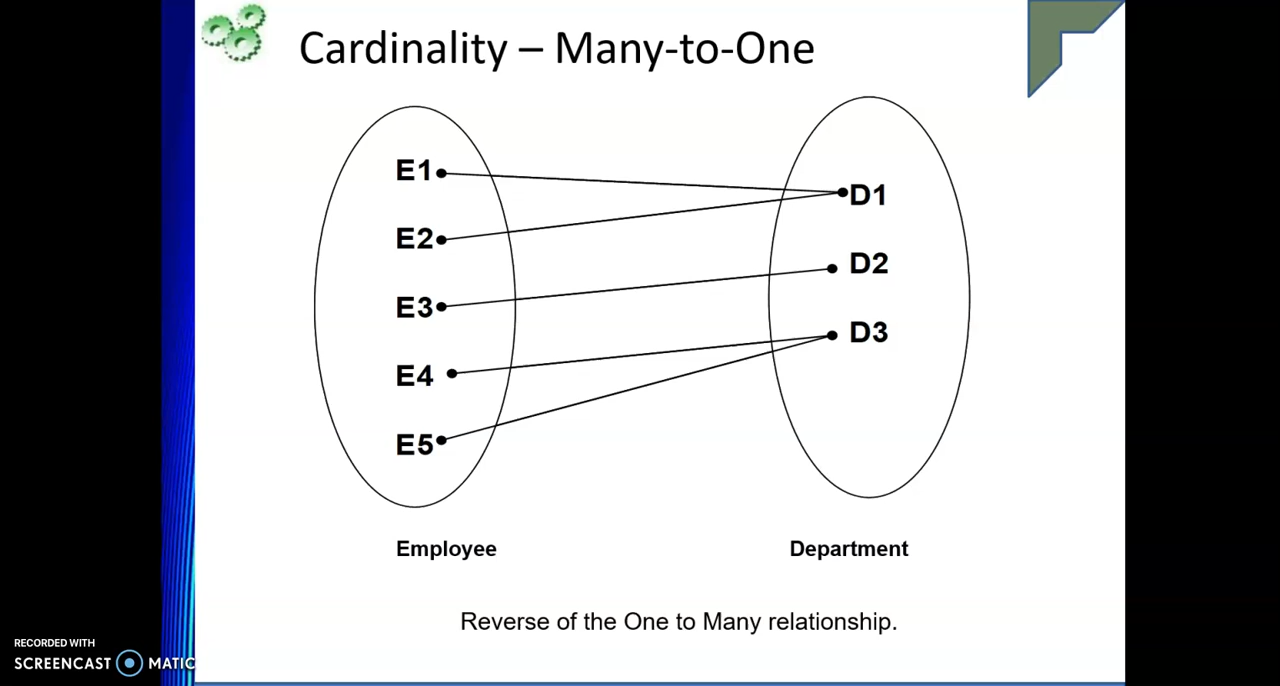 Cardinality – Many-to-One
E1
E2
E3
E4
E5
D1
D2
D3
Employee
Department
Reverse of the One to Many relationship.
RECORDED WITH
SCREENCAST MATIC